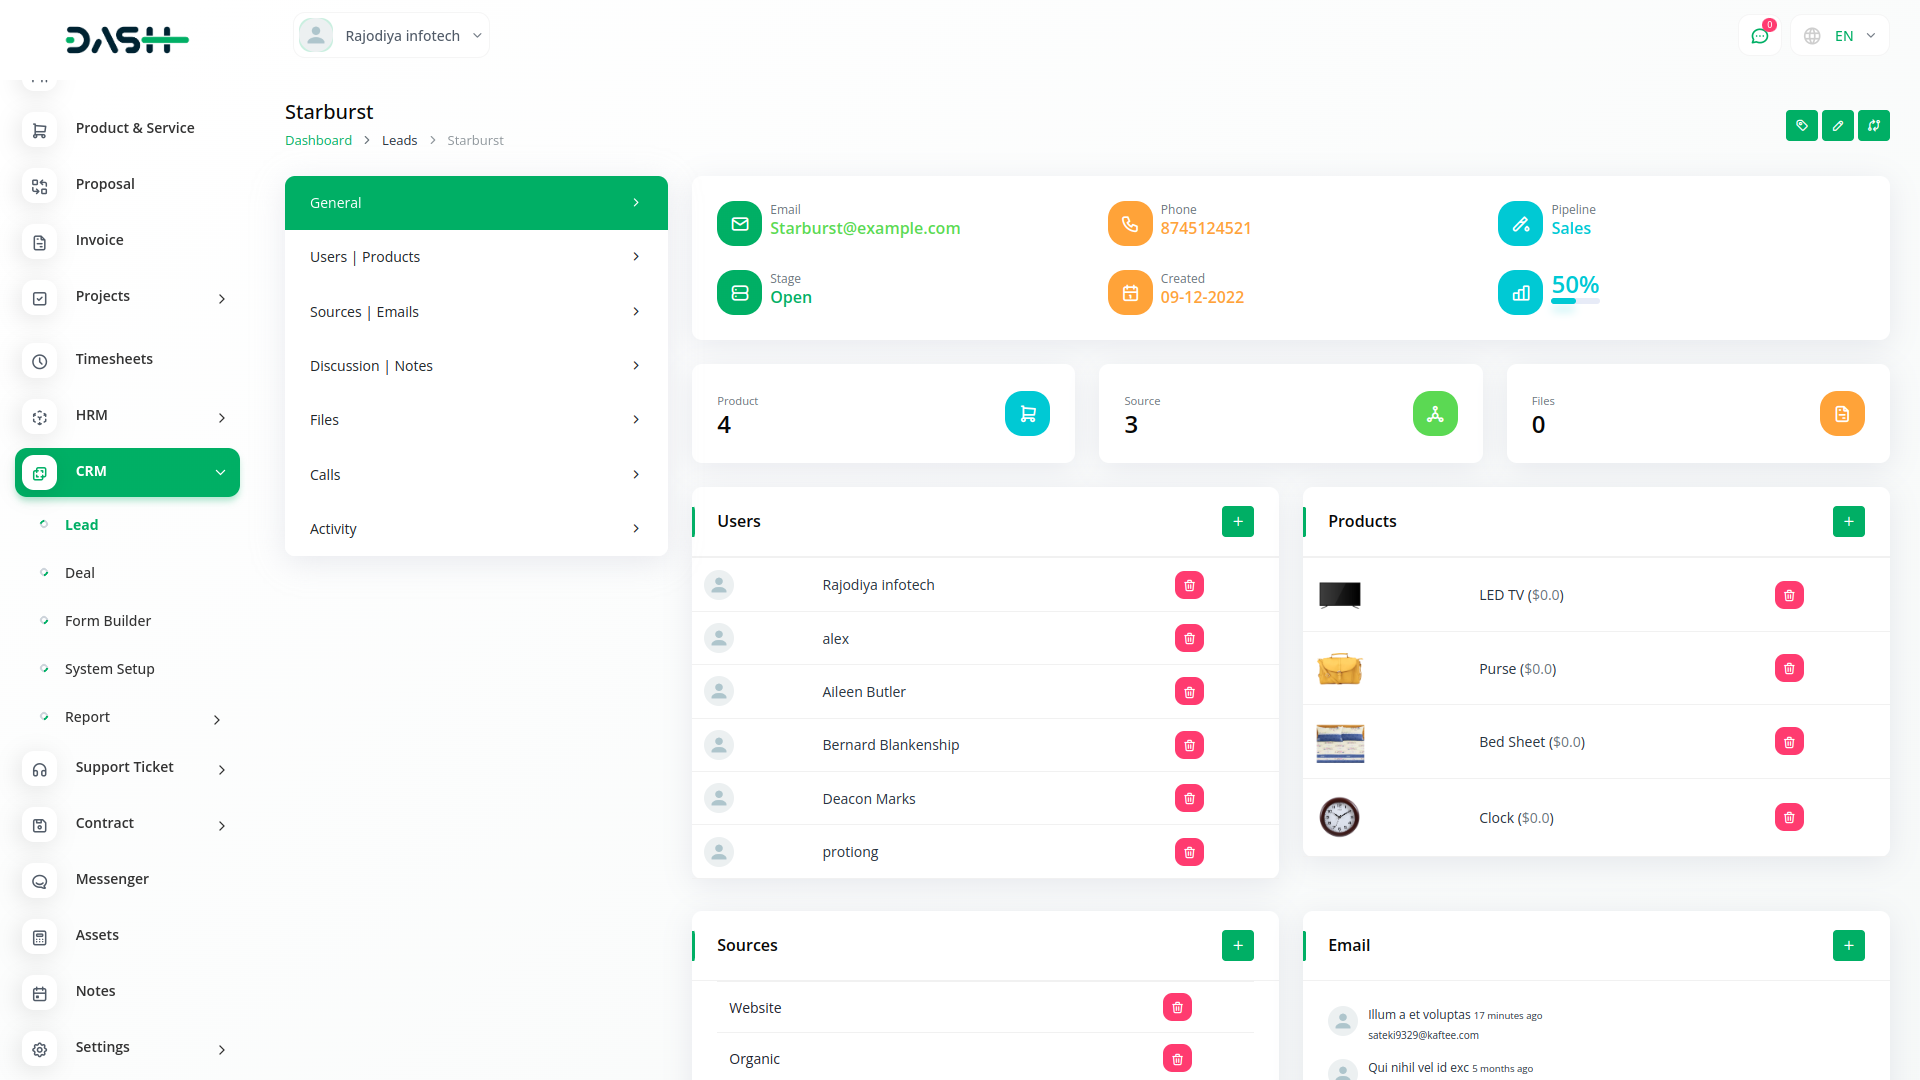 DASH
Rajodiya infotech
0
EN
Product & Service
Proposal
Invoice
Projects
Timesheets
HRM
CRM
Lead
Deal
Form Builder
System Setup
Report
Support Ticket
Contract
Messenger
Assets
Notes
Settings
Starburst
Dashboard > Leads > Starburst
General
Users | Products
Sources | Emails
Discussion | Notes
Files
Calls
Activity
Email
Starburst@example.com
Phone
8745124521
Pipeline
Sales
Stage
Open
Created
09-12-2022
50%
Product
4
Source
3
Files
0
Users
Rajodiya infotech
alex
Aileen Butler
Bernard Blankenship
Deacon Marks
protiong
Products
LED TV ($0.0)
Purse ($0.0)
Bed Sheet ($0.0)
Clock ($0.0)
Sources
Website
Organic
Email
Illum a et voluptas 17 minutes ago
sateki9329@kaftee.com
Qui nihil vel id exc 5 months ago